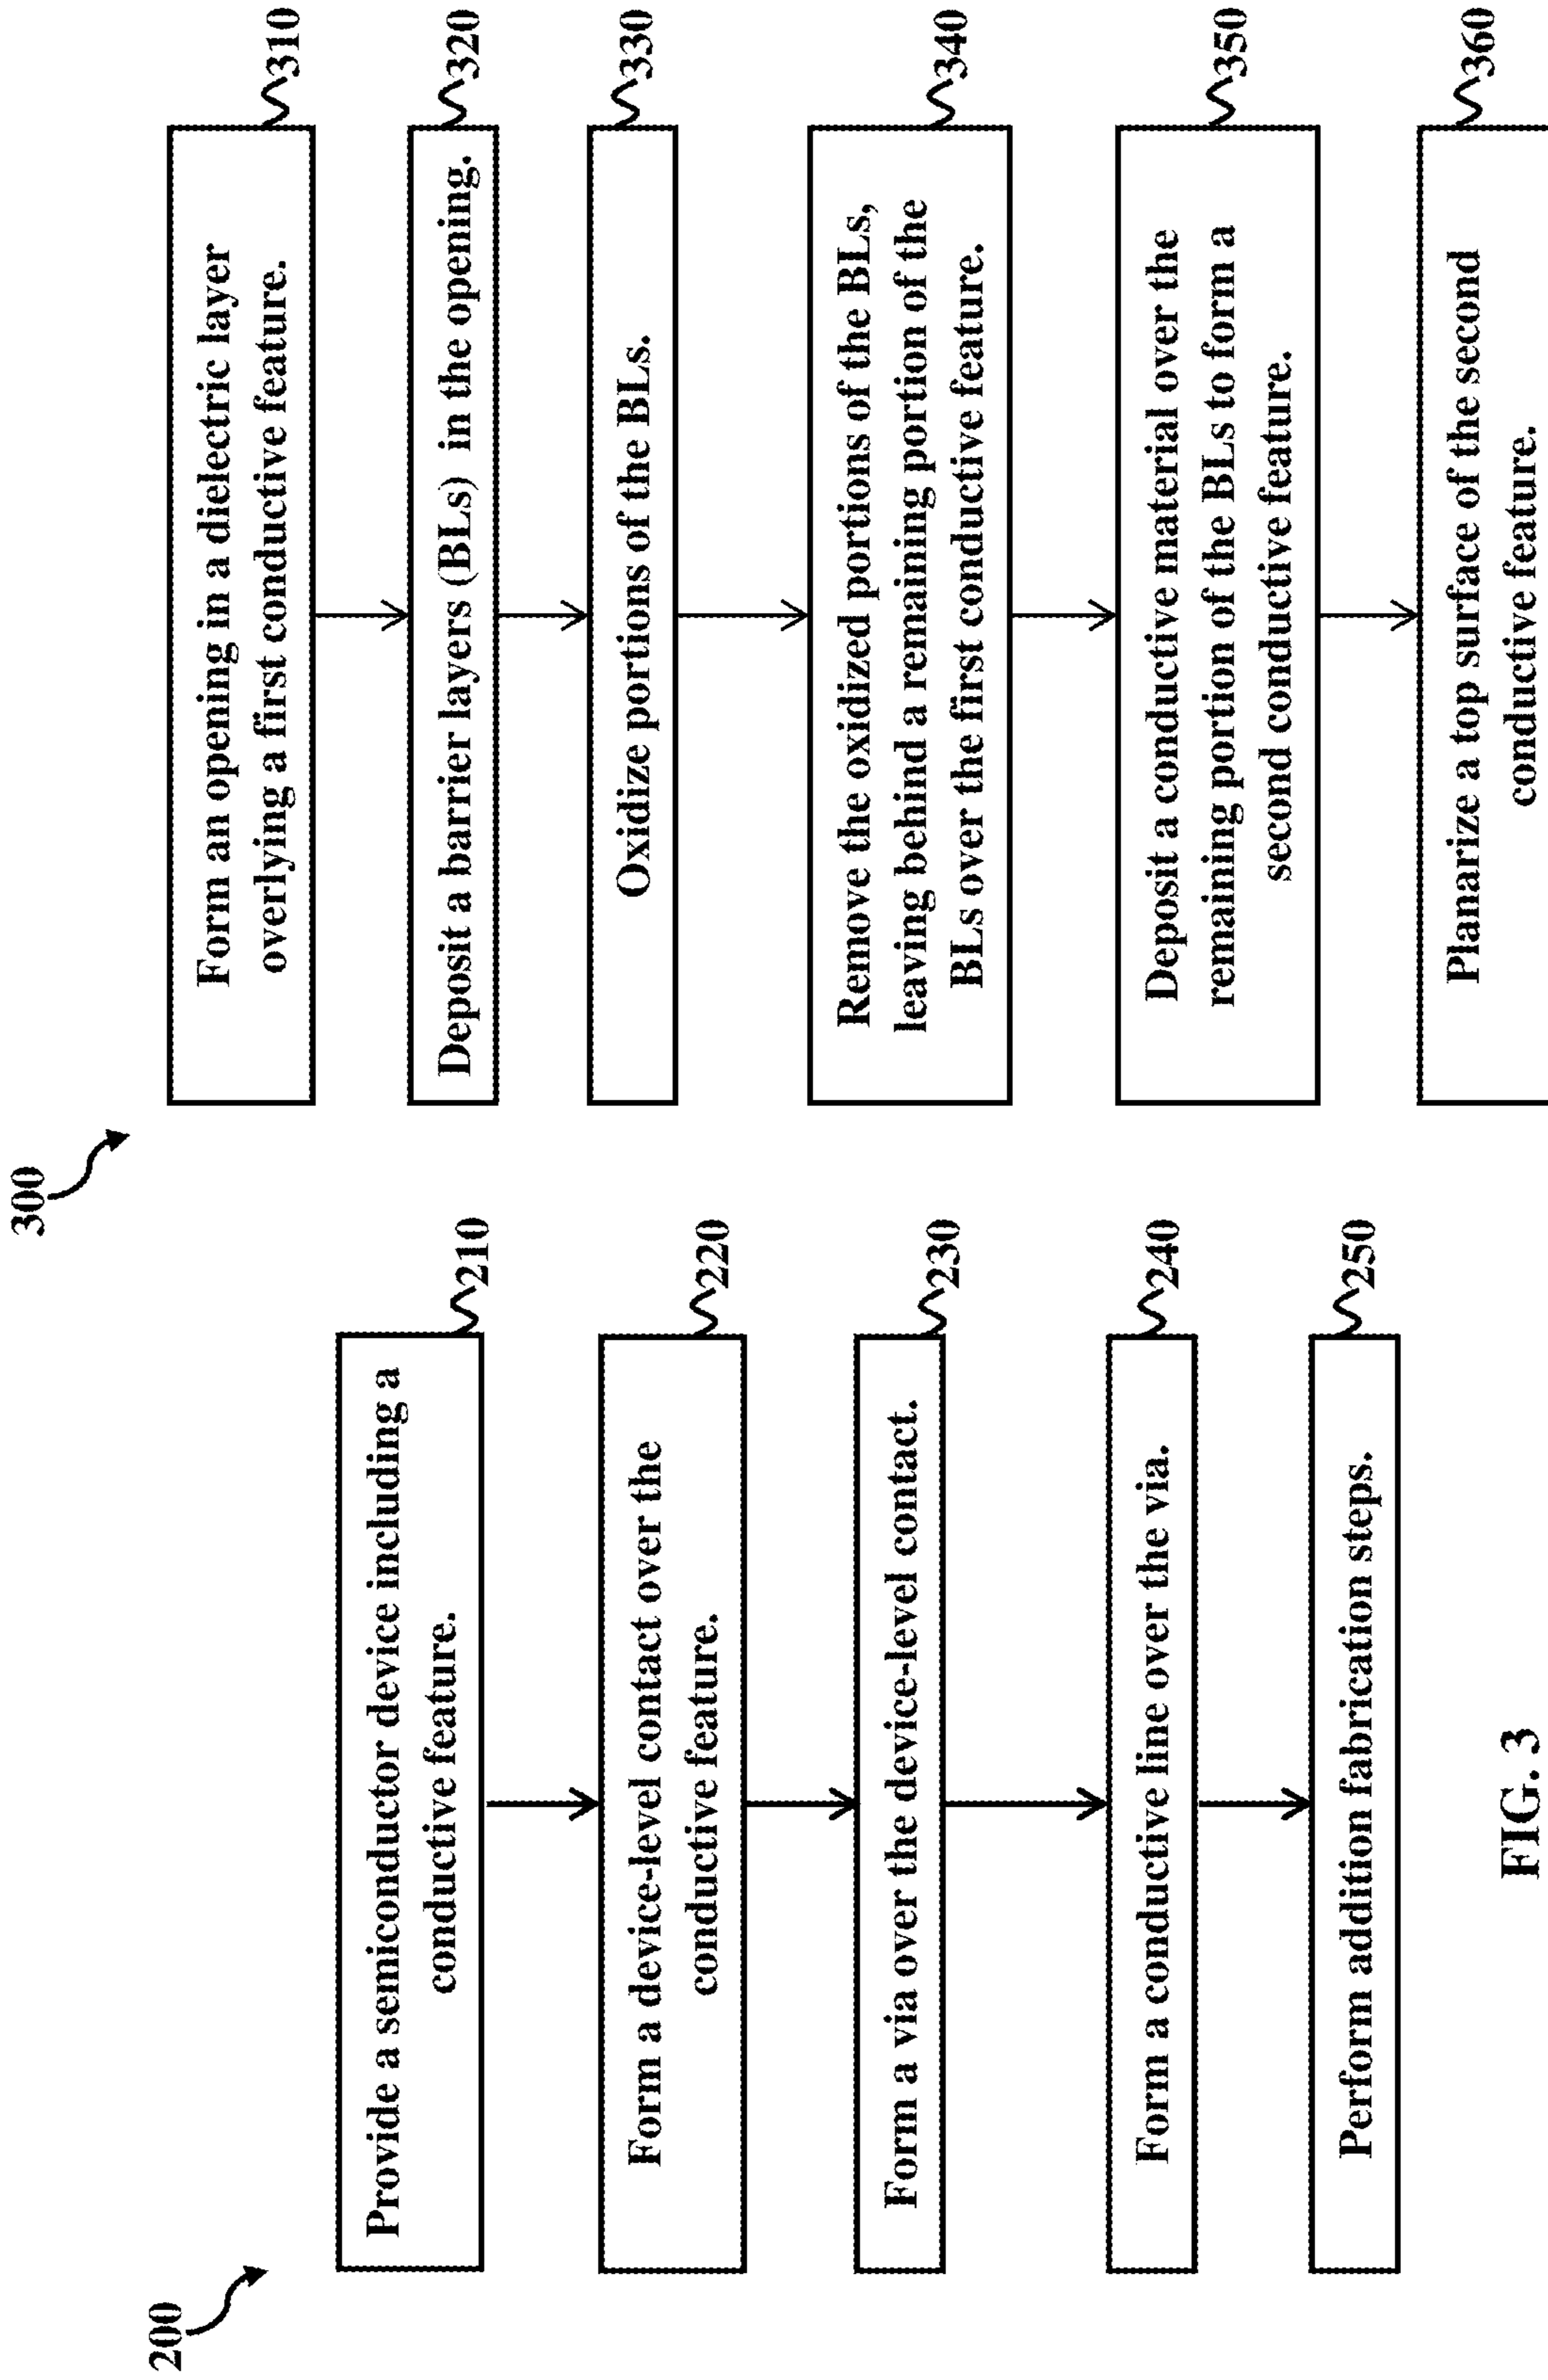 200
Provide a semiconductor device including a
conductive feature.
210
Form a device-level contact over the
conductive feature.
220
Form a via over the device-level contact.
230
Form a conductive line over the via.
240
Perform addition fabrication steps.
250
FIG. 3
300
Form an opening in a dielectric layer
overlying a first conductive feature.
310
Deposit a barrier layers (BLs) in the opening.
320
Oxidize portions of the BLs.
330
Remove the oxidized portions of the BLs,
leaving behind a remaining portion of the
BLs over the first conductive feature.
340
Deposit a conductive material over the
remaining portion of the BLs to form a
second conductive feature.
350
Planarize a top surface of the second
conductive feature.
360